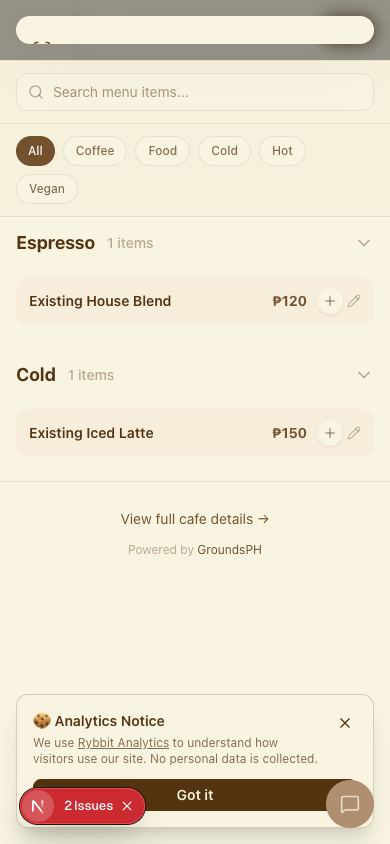 Search menu items...
All
Coffee
Food
Cold
Hot
Vegan
Espresso 1 items
Existing House Blend ₱120
Cold 1 items
Existing Iced Latte ₱150
View full cafe details →
Powered by GroundsPH
🍪 Analytics Notice
We use Rybbit Analytics to understand how
visitors use our site. No personal data is collected.
Got it
N 2 Issues